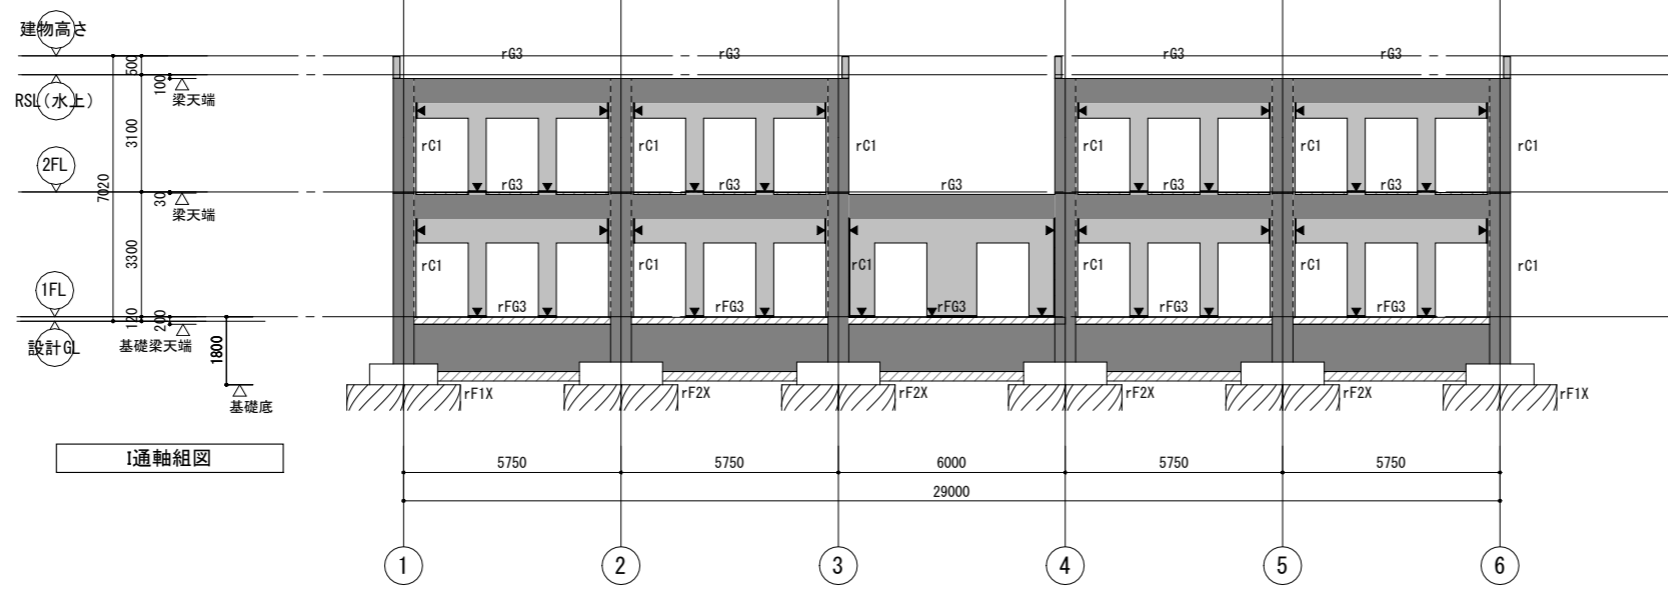 建物高さ
rG3 rG3 rG3 rG3
500
100
RSL(水上)
梁天端
3100
rC1 rC1 rC1 rC1 rC1 rC1
2FL
7020
rG3 rG3 rG3 rG3 rG3
30
梁天端
3300
rC1 rC1 rC1 rC1 rC1 rC1
1FL
rFG3 rFG3 rFG3 rFG3 rFG3
120
200
設計GL
基礎梁天端
1800
基礎底
rF1X rF2X rF2X rF2X rF2X rF1X
I通軸組図
5750 5750 6000 5750 5750
29000
1 2 3 4 5 6